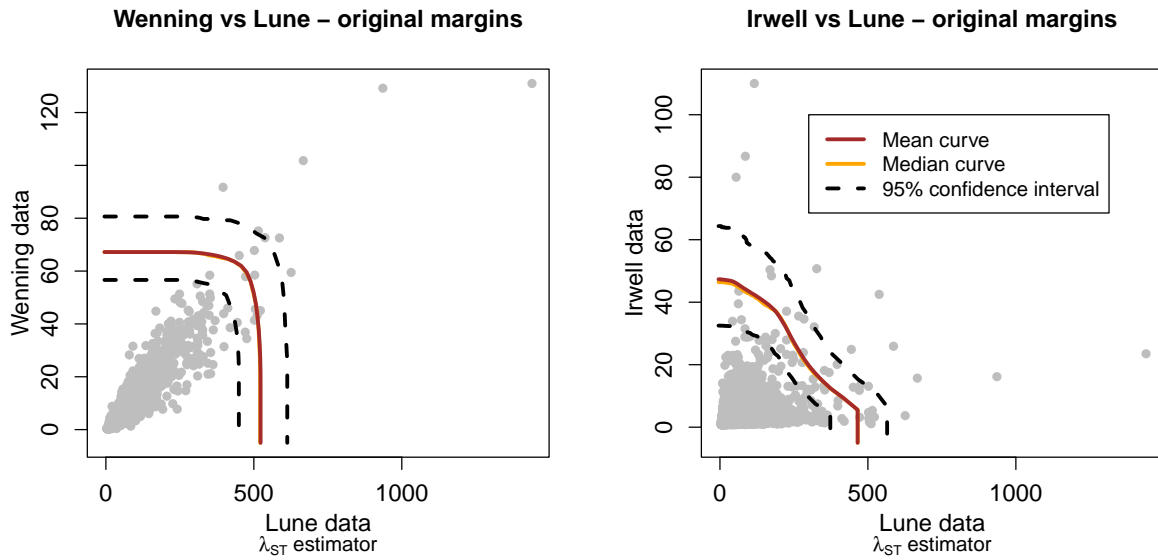 Wenning vs Lune − original margins
Wenning data
0 20 40 60 80 120
0 500 1000
Lune data
λST estimator
Irwell vs Lune − original margins
Irwell data
0 20 40 60 80 100
Mean curve
Median curve
95% confidence interval
0 500 1000
Lune data
λST estimator